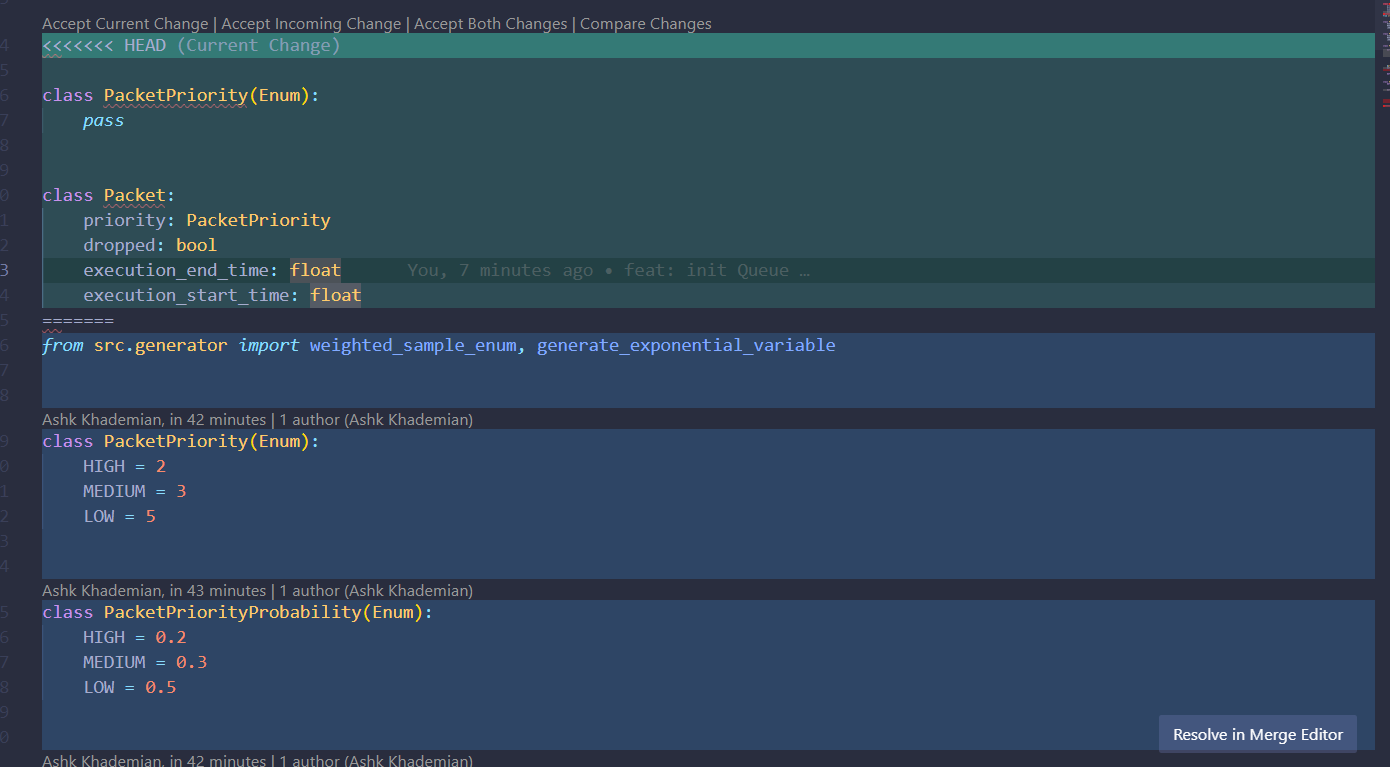 Accept Current Change | Accept Incoming Change | Accept Both Changes | Compare Changes
4 <<<<<<< HEAD (Current Change)
5
6 class PacketPriority(Enum):
7     pass
8
9
0 class Packet:
1     priority: PacketPriority
2     dropped: bool
3     execution_end_time: float     You, 7 minutes ago • feat: init Queue …
4     execution_start_time: float
5 =======
6 from src.generator import weighted_sample_enum, generate_exponential_variable
7
8
Ashk Khademian, in 42 minutes | 1 author (Ashk Khademian)
9 class PacketPriority(Enum):
0     HIGH = 2
1     MEDIUM = 3
2     LOW = 5
3
4
Ashk Khademian, in 43 minutes | 1 author (Ashk Khademian)
5 class PacketPriorityProbability(Enum):
6     HIGH = 0.2
7     MEDIUM = 0.3
8     LOW = 0.5
9
0
Resolve in Merge Editor
Ashk Khademian, in 42 minutes | 1 author (Ashk Khademian)